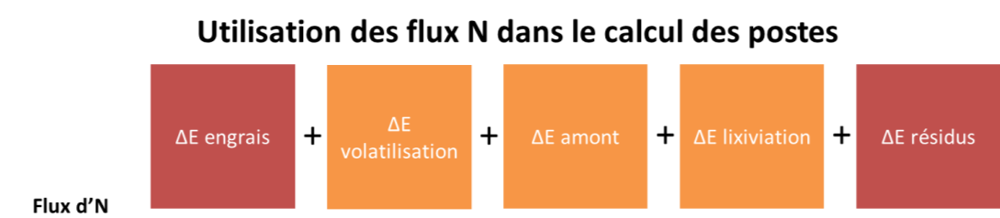 Utilisation des flux N dans le calcul des postes
ΔE engrais + ΔE volatilisation + ΔE amont + ΔE lixiviation + ΔE résidus
Flux d’N